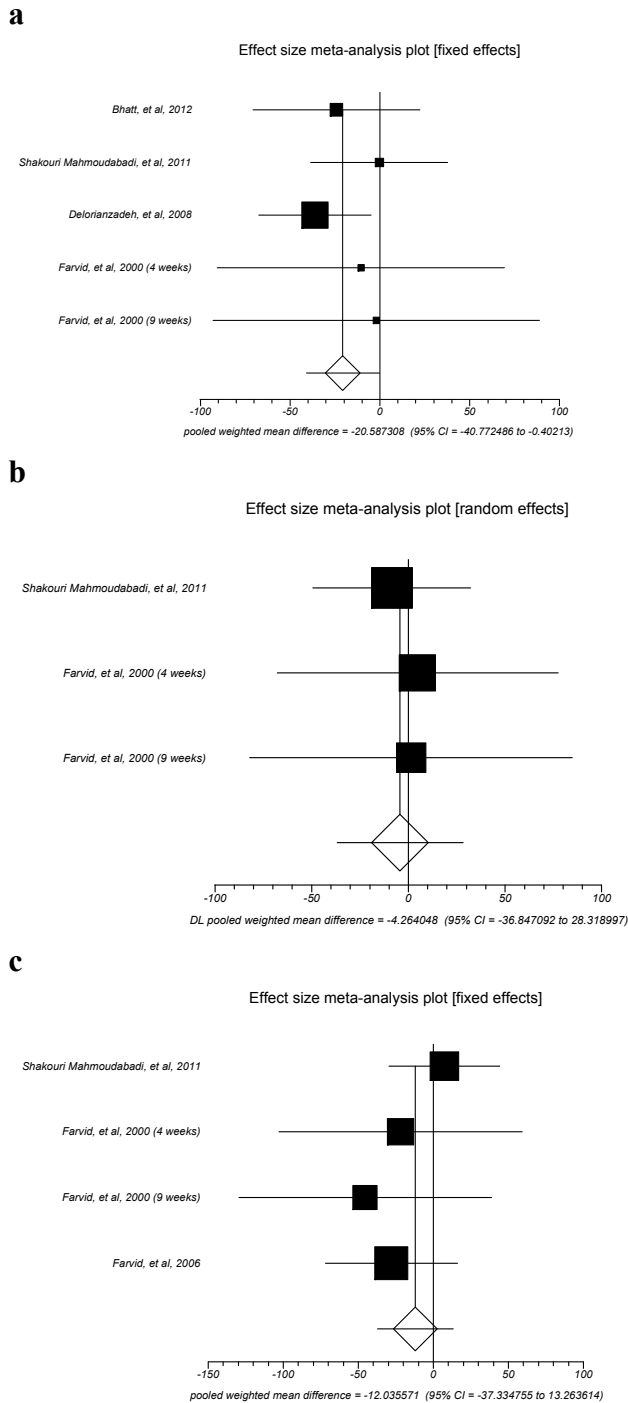 a
Effect size meta-analysis plot [fixed effects]
Bhatt, et al, 2012
Shakouri Mahmoudabadi, et al, 2011
Delorianzadeh, et al, 2008
Farvid, et al, 2000 (4 weeks)
Farvid, et al, 2000 (9 weeks)
-100 -50 0 50 100
pooled weighted mean difference = -20.587308 (95% CI = -40.772486 to -0.40213)
b
Effect size meta-analysis plot [random effects]
Shakouri Mahmoudabadi, et al, 2011
Farvid, et al, 2000 (4 weeks)
Farvid, et al, 2000 (9 weeks)
-100 -50 0 50 100
DL pooled weighted mean difference = -4.264048 (95% CI = -36.847092 to 28.318997)
c
Effect size meta-analysis plot [fixed effects]
Shakouri Mahmoudabadi, et al, 2011
Farvid, et al, 2000 (4 weeks)
Farvid, et al, 2000 (9 weeks)
Farvid, et al, 2006
-150 -100 -50 0 50 100
pooled weighted mean difference = -12.035571 (95% CI = -37.334755 to 13.263614)